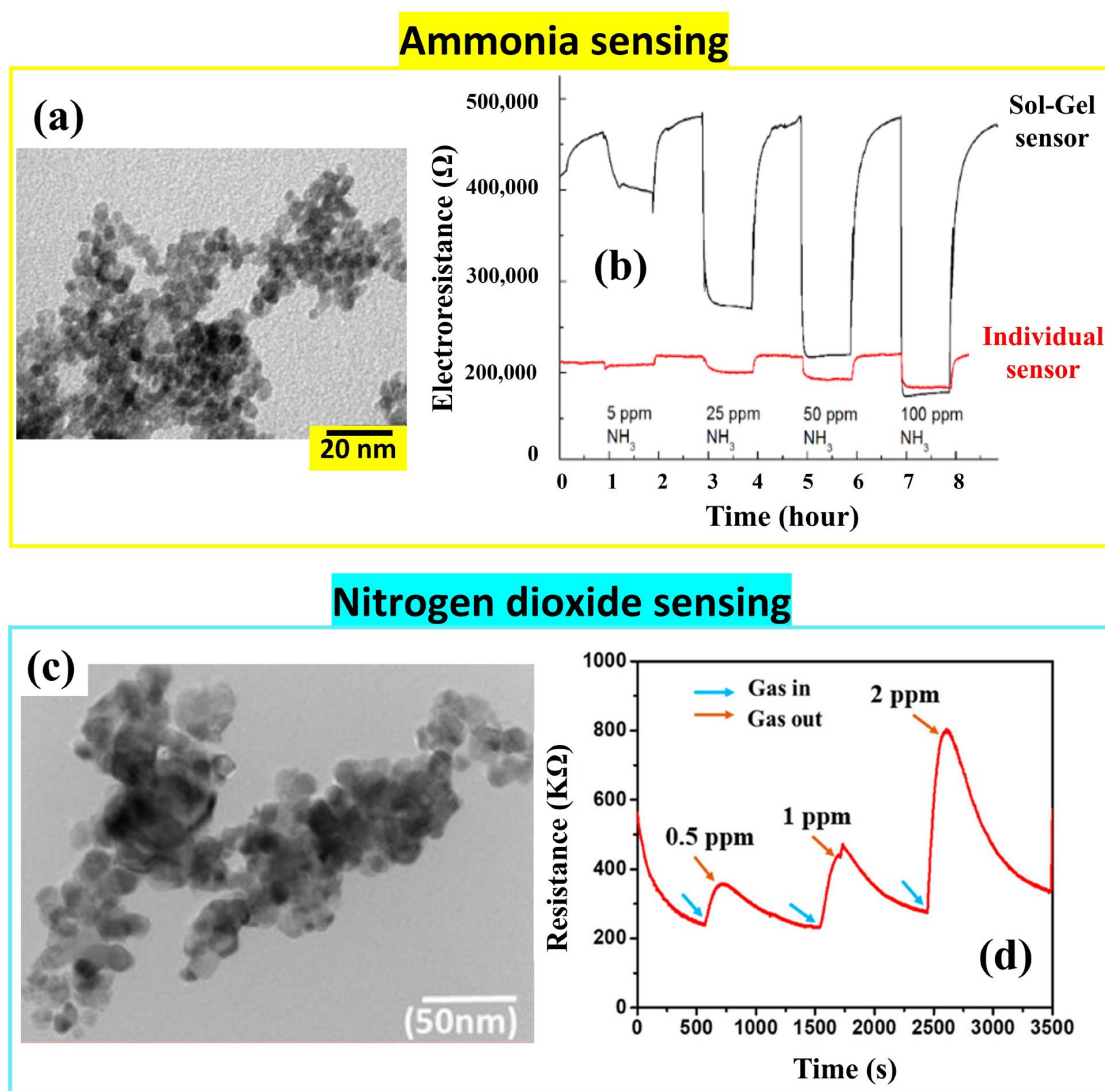 Ammonia sensing
(a)
20 nm
500,000
400,000
300,000
200,000
0
Electroresistance (Ω)
Sol-Gel
sensor
(b)
Individual
sensor
5 ppm
NH3
25 ppm
NH3
50 ppm
NH3
100 ppm
NH3
0 1 2 3 4 5 6 7 8
Time (hour)
Nitrogen dioxide sensing
(c)
(50nm)
1000
800
600
400
200
0
Resistance (KΩ)
Gas in
Gas out
0.5 ppm
1 ppm
2 ppm
(d)
0 500 1000 1500 2000 2500 3000 3500
Time (s)